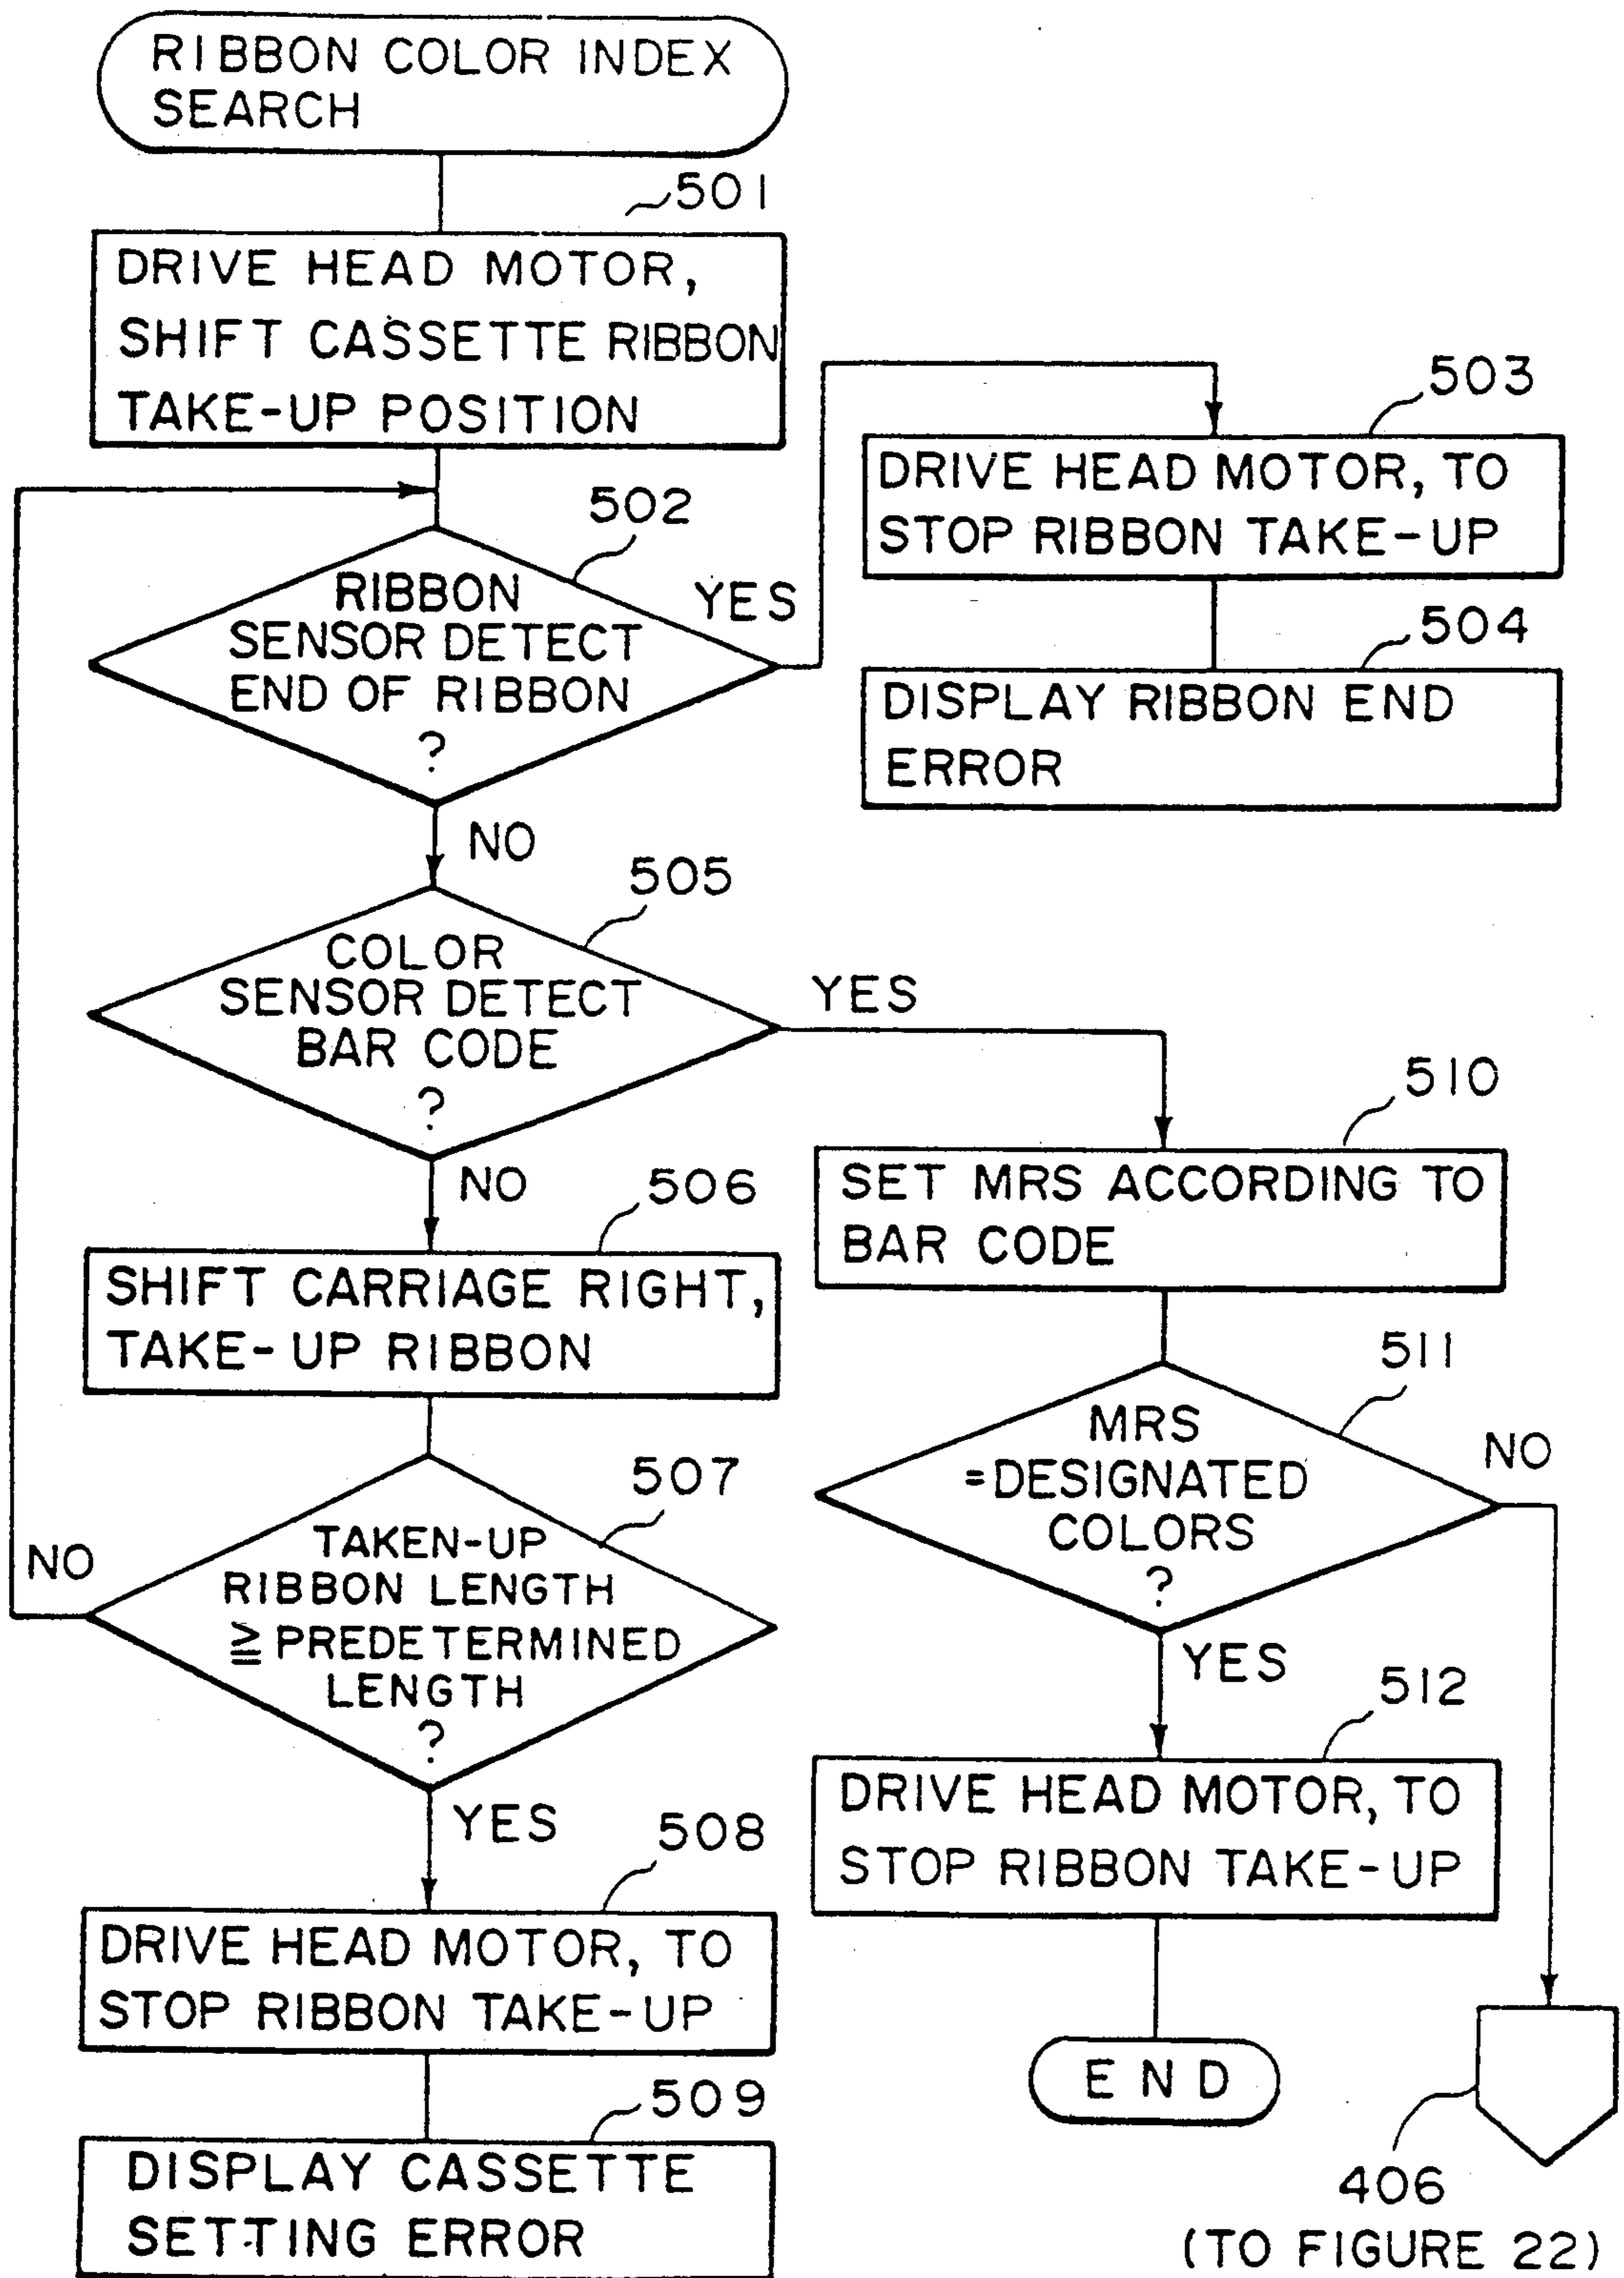 RIBBON COLOR INDEX
SEARCH
501
DRIVE HEAD MOTOR,
SHIFT CASSETTE RIBBON
TAKE-UP POSITION
502
RIBBON
SENSOR DETECT
END OF RIBBON
?
YES
503
DRIVE HEAD MOTOR, TO
STOP RIBBON TAKE-UP
504
DISPLAY RIBBON END
ERROR
NO
505
COLOR
SENSOR DETECT
BAR CODE
?
YES
NO
506
SHIFT CARRIAGE RIGHT,
TAKE-UP RIBBON
507
TAKEN-UP
RIBBON LENGTH
≧ PREDETERMINED
LENGTH
?
NO
YES
508
DRIVE HEAD MOTOR, TO
STOP RIBBON TAKE-UP
509
DISPLAY CASSETTE
SETTING ERROR
510
SET MRS ACCORDING TO
BAR CODE
511
MRS
=DESIGNATED
COLORS
?
NO
YES
512
DRIVE HEAD MOTOR, TO
STOP RIBBON TAKE-UP
END
406
(TO FIGURE 22)